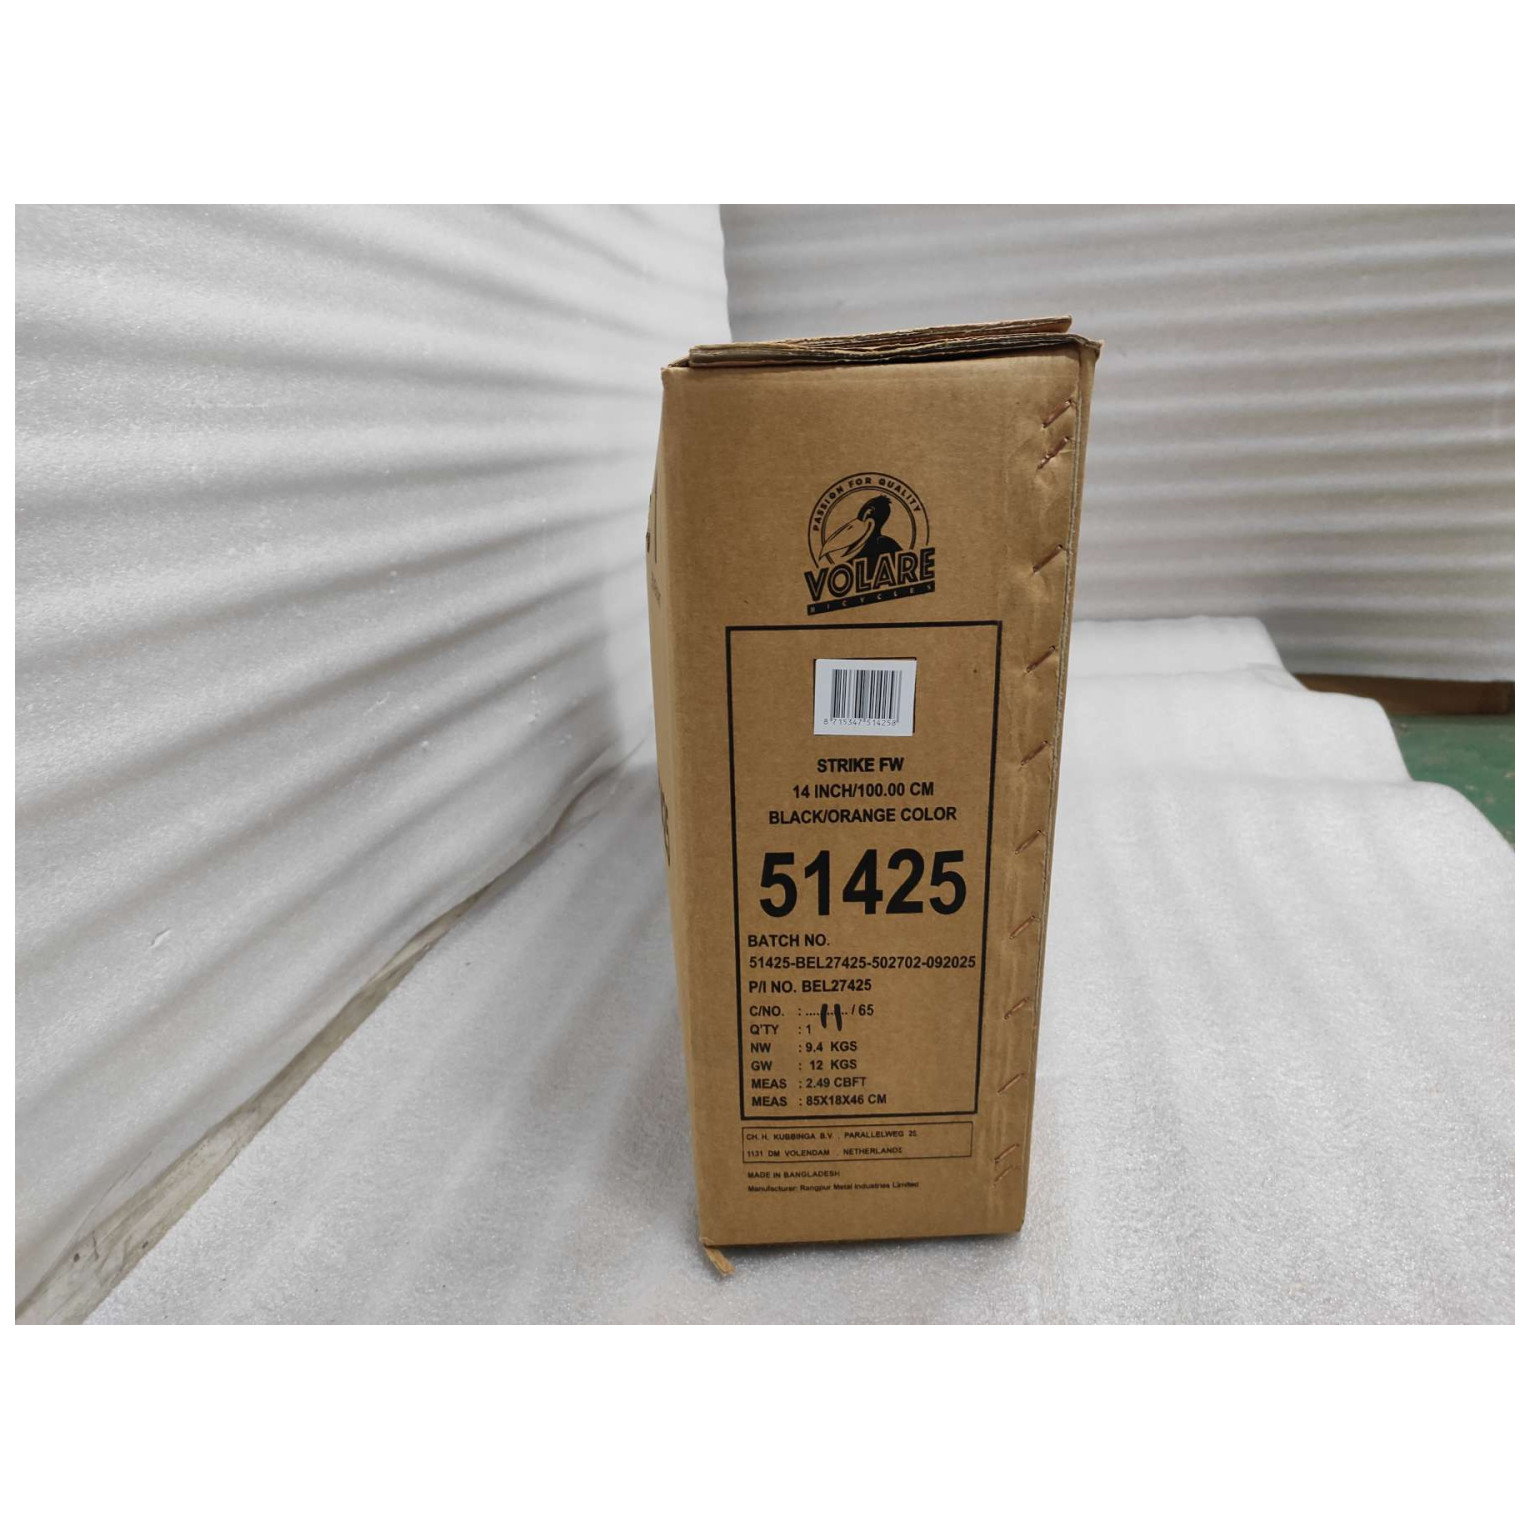 PASSION FOR QUALITY
VOLARE
BICYCLES
8 715347 514258
STRIKE FW
14 INCH/100.00 CM
BLACK/ORANGE COLOR
51425
BATCH NO.
51425-BEL27425-502702-092025
P/I NO. BEL27425
C/NO. : ....11.... / 65
Q'TY : 1
NW : 9.4 KGS
GW : 12 KGS
MEAS : 2.49 CBFT
MEAS : 85X18X46 CM
CH. H. KUBBINGA B.V . PARALLELWEG 25,
1131 DM VOLENDAM . NETHERLANDS
MADE IN BANGLADESH
Manufacturer: Rangpur Metal Industries Limited